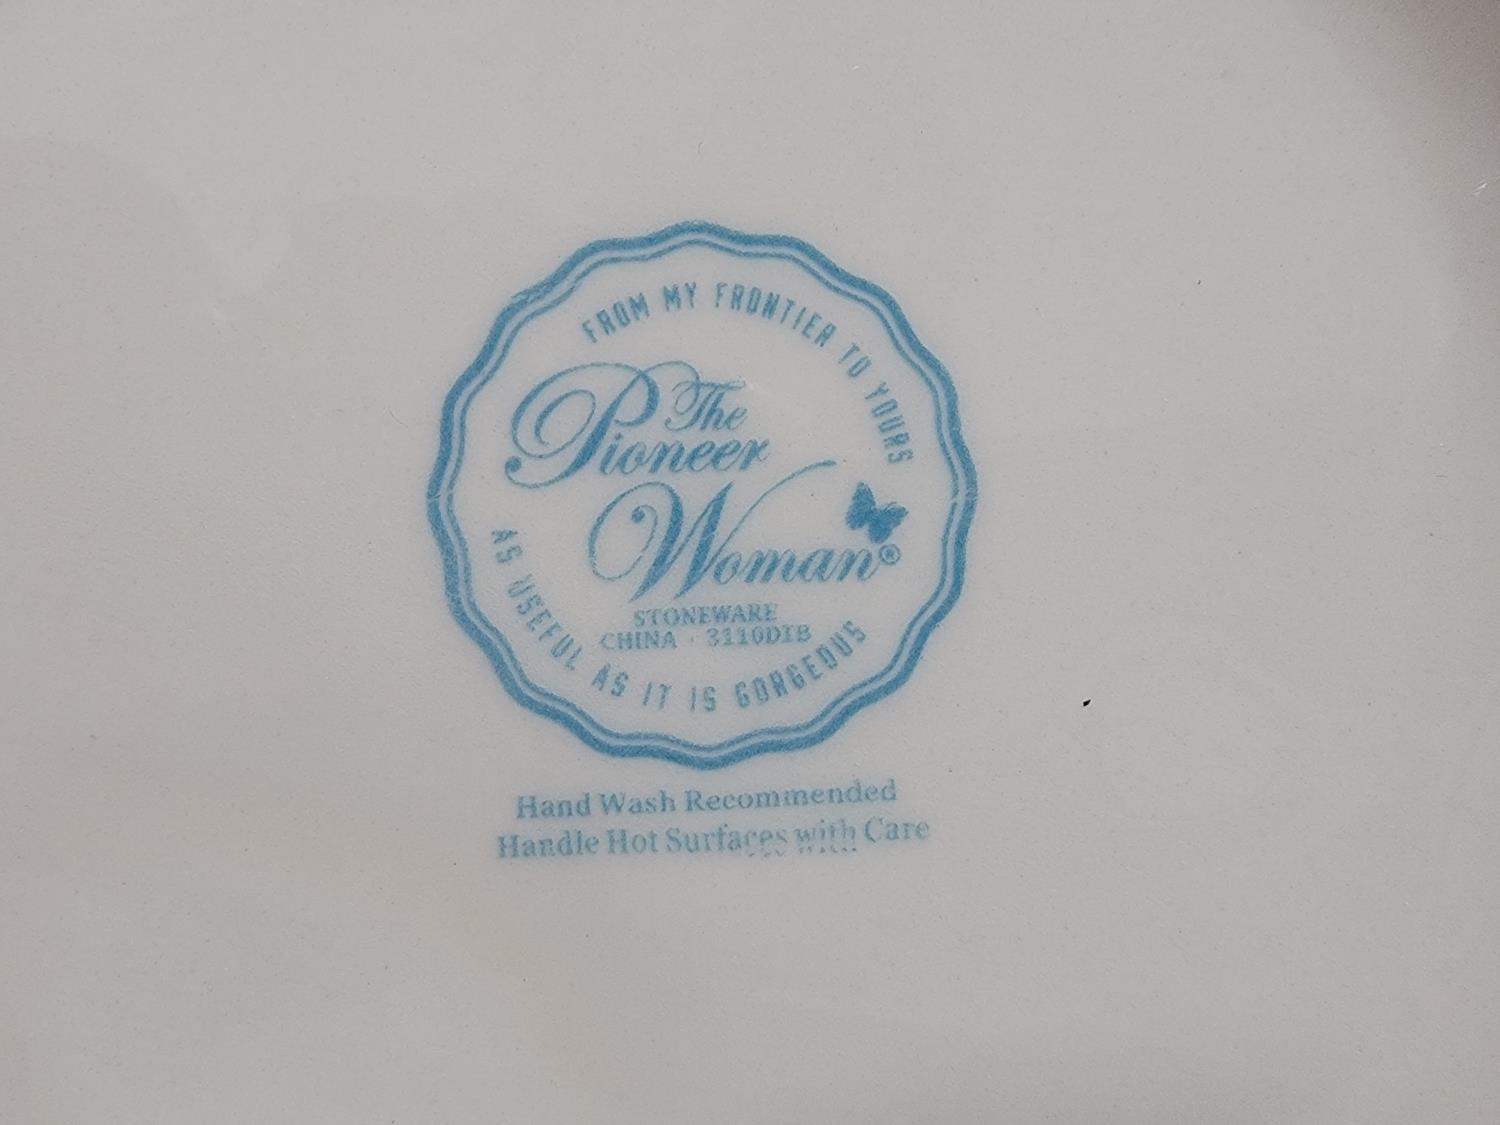 FROM MY FRONTIER TO YOURS
The
Pioneer
Woman®
STONEWARE
CHINA · 3110DTB
AS USEFUL AS IT IS GORGEOUS
Hand Wash Recommended
Handle Hot Surfaces with Care